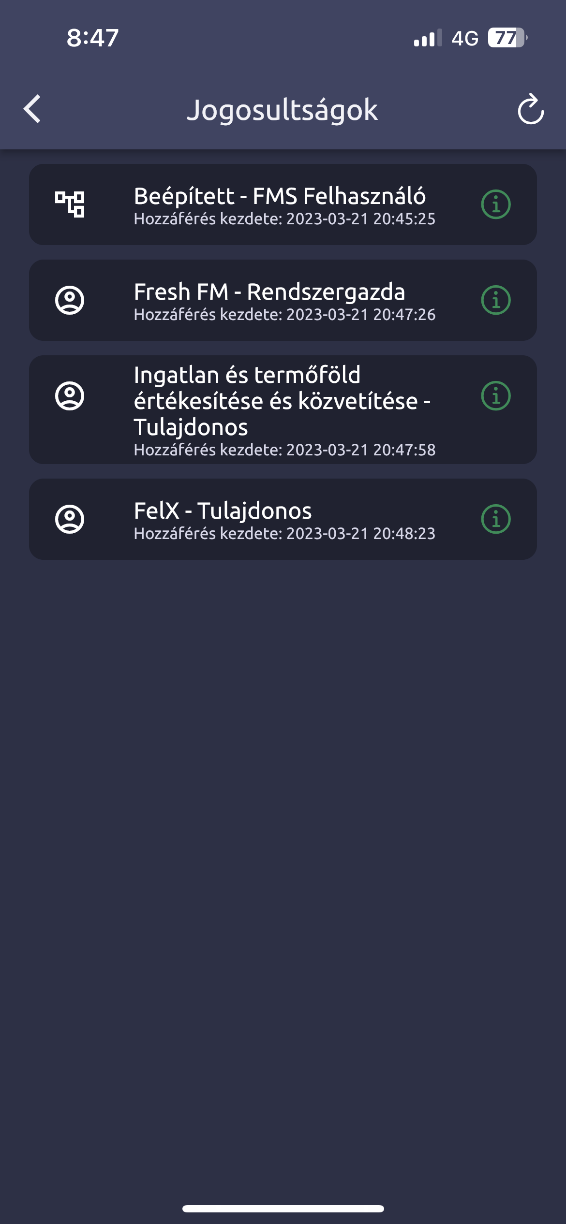 8:47
4G 77
Jogosultságok
Beépített - FMS Felhasználó
Hozzáférés kezdete: 2023-03-21 20:45:25
Fresh FM - Rendszergazda
Hozzáférés kezdete: 2023-03-21 20:47:26
Ingatlan és termőföld
értékesítése és közvetítése -
Tulajdonos
Hozzáférés kezdete: 2023-03-21 20:47:58
FelX - Tulajdonos
Hozzáférés kezdete: 2023-03-21 20:48:23